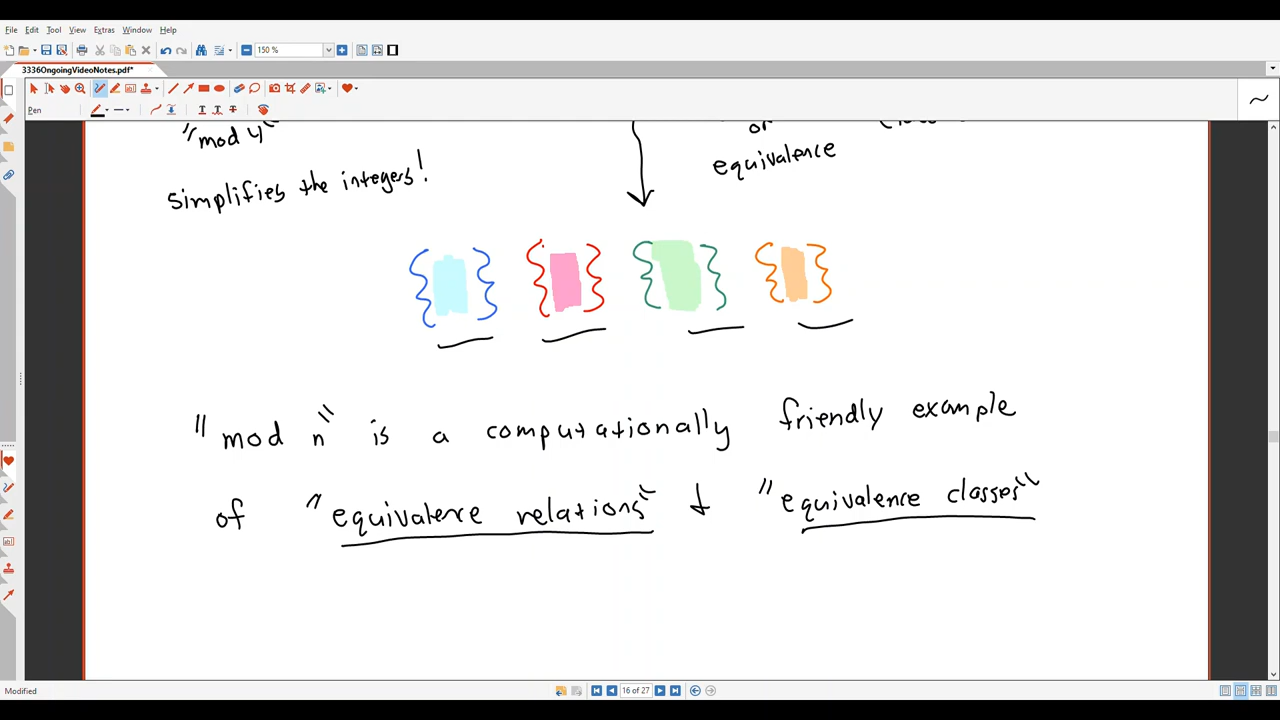 File Edit View Tool Extras Window Help
150 %
3336OngoingVideoNotes.pdf*
Pen
"mod 4"
or
simplifies the integers!
equivalence
"mod n" is a computationally friendly example
of "equivalence relations" & "equivalence classes"
Modified
16 of 27